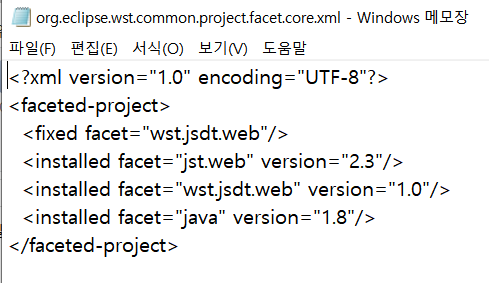 org.eclipse.wst.common.project.facet.core.xml - Windows 메모장
파일(F) 편집(E) 서식(O) 보기(V) 도움말
<?xml version="1.0" encoding="UTF-8"?>
<faceted-project>
<fixed facet="wst.jsdt.web"/>
<installed facet="jst.web" version="2.3"/>
<installed facet="wst.jsdt.web" version="1.0"/>
<installed facet="java" version="1.8"/>
</faceted-project>